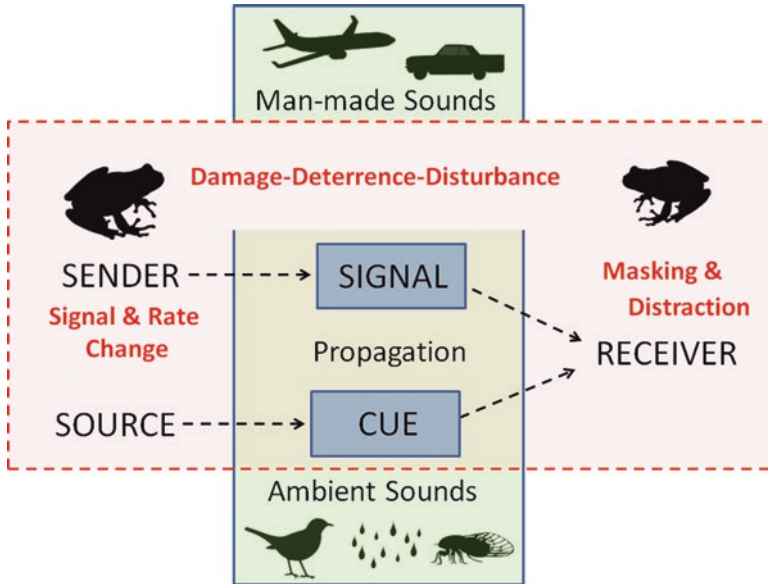 Man-made Sounds
Damage-Deterrence-Disturbance
SENDER
SIGNAL
Signal & Rate
Change
Masking &
Distraction
Propagation
RECEIVER
SOURCE
CUE
Ambient Sounds